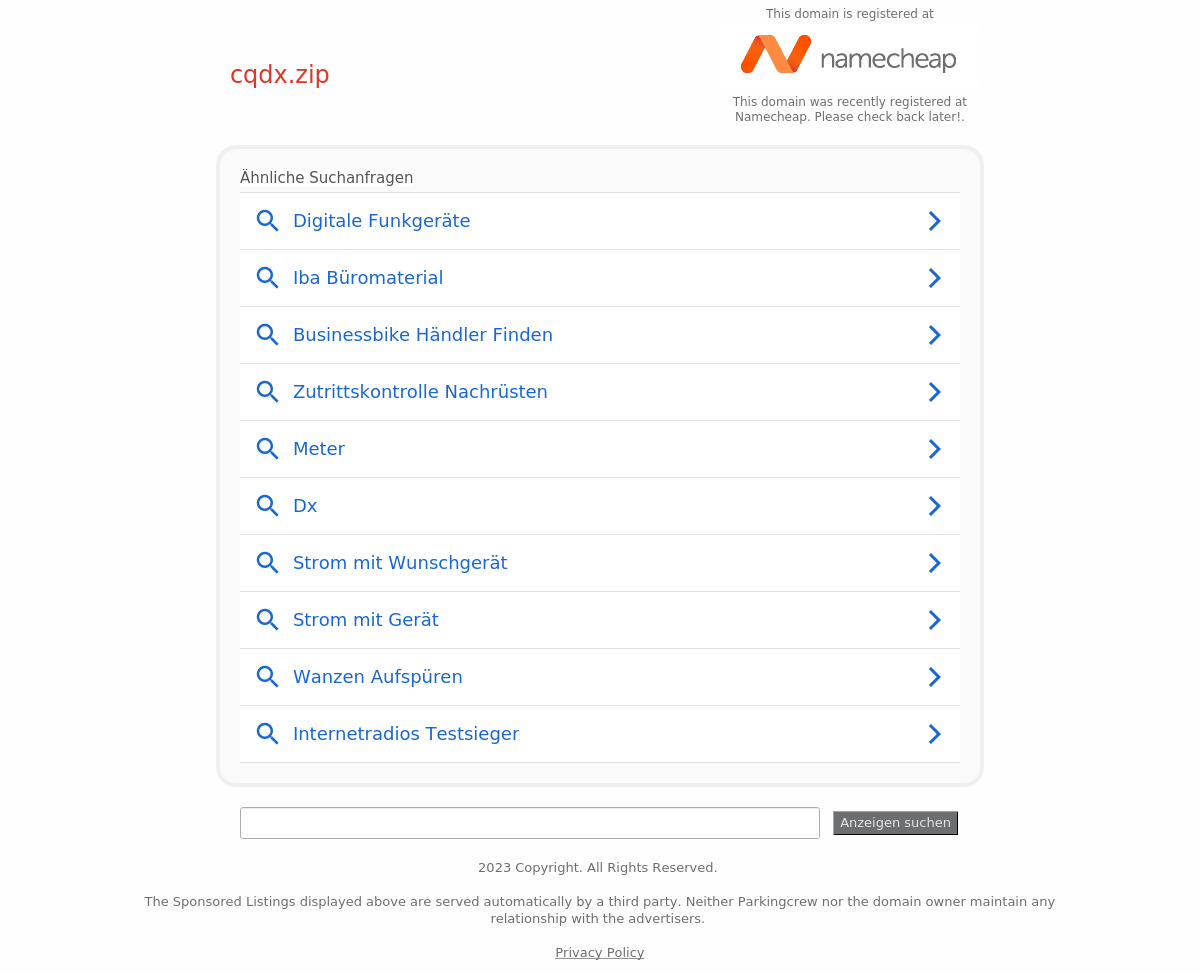 This domain is registered at
namecheap
cqdx.zip
This domain was recently registered at
Namecheap. Please check back later!.
Ähnliche Suchanfragen
Digitale Funkgeräte
Iba Büromaterial
Businessbike Händler Finden
Zutrittskontrolle Nachrüsten
Meter
Dx
Strom mit Wunschgerät
Strom mit Gerät
Wanzen Aufspüren
Internetradios Testsieger
Anzeigen suchen
2023 Copyright. All Rights Reserved.
The Sponsored Listings displayed above are served automatically by a third party. Neither Parkingcrew nor the domain owner maintain any
relationship with the advertisers.
Privacy Policy